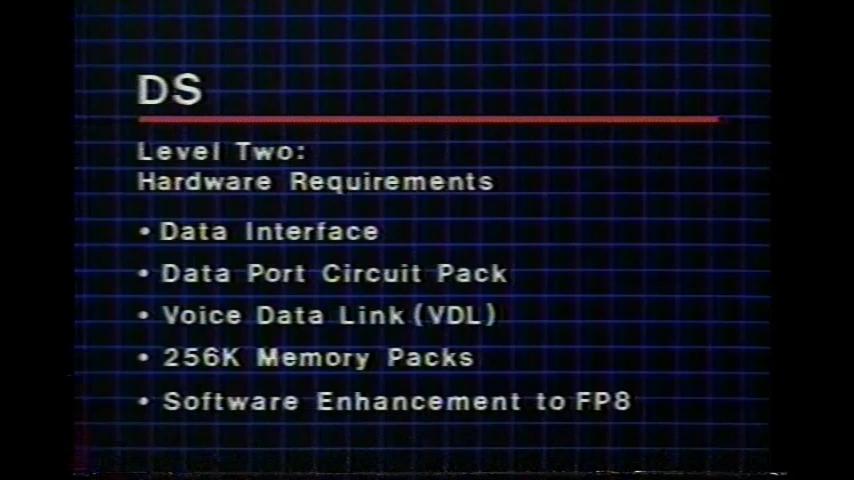 DS
Level Two:
Hardware Requirements
• Data Interface
• Data Port Circuit Pack
• Voice Data Link (VDL)
• 256K Memory Packs
• Software Enhancement to FP8